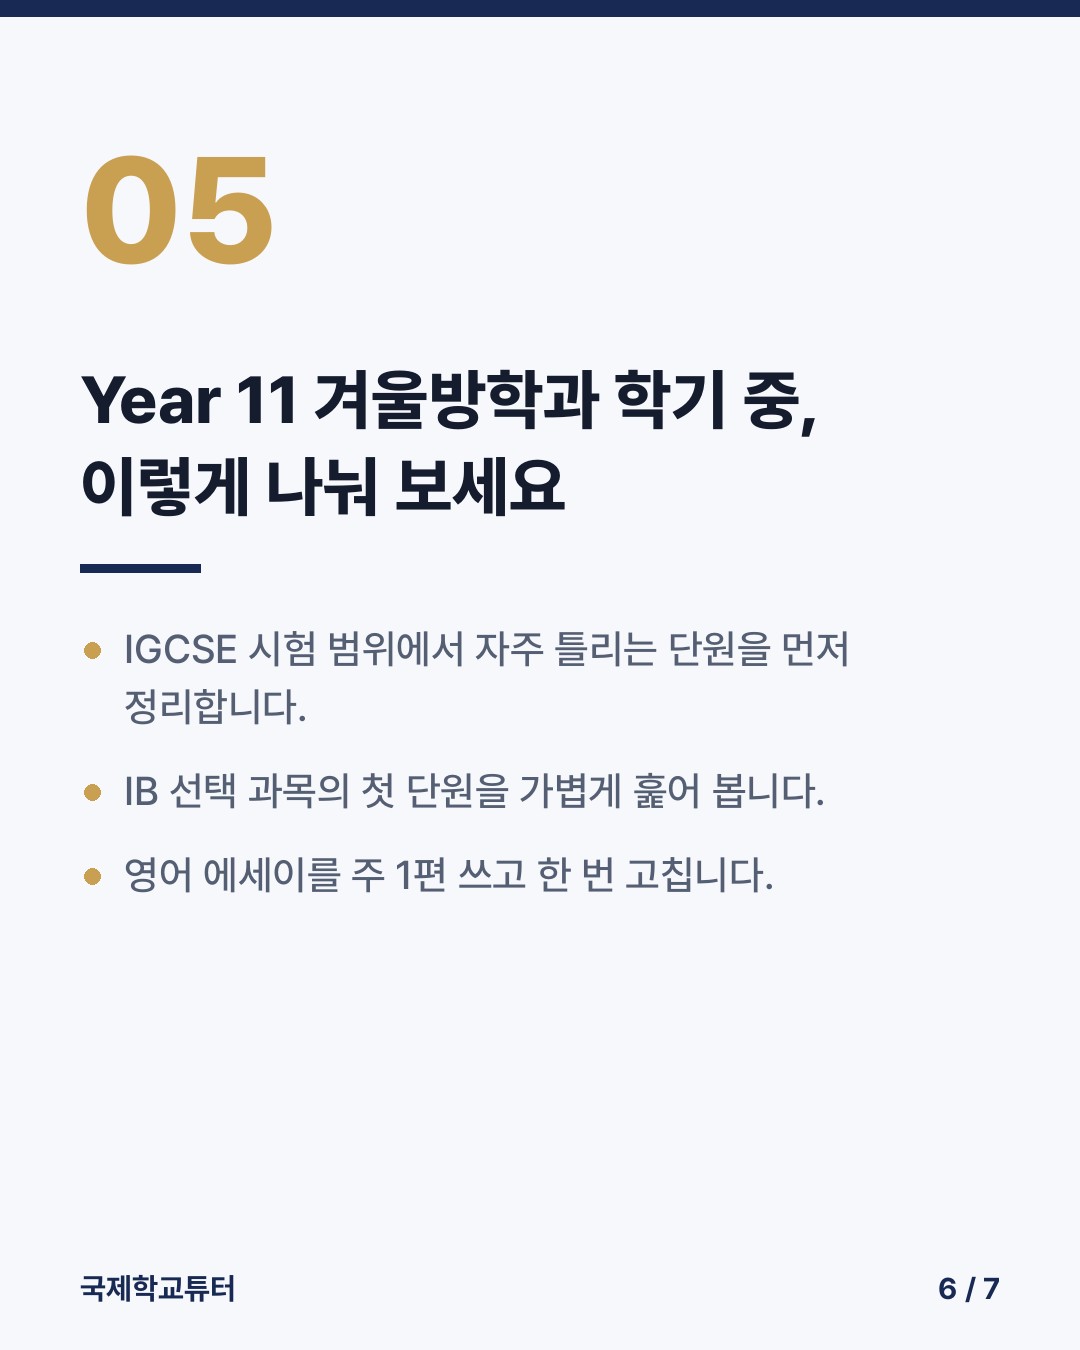 05
Year 11 겨울방학과 학기 중,
이렇게 나눠 보세요
IGCSE 시험 범위에서 자주 틀리는 단원을 먼저
정리합니다.
IB 선택 과목의 첫 단원을 가볍게 훑어 봅니다.
영어 에세이를 주 1편 쓰고 한 번 고칩니다.
국제학교튜터
6 / 7